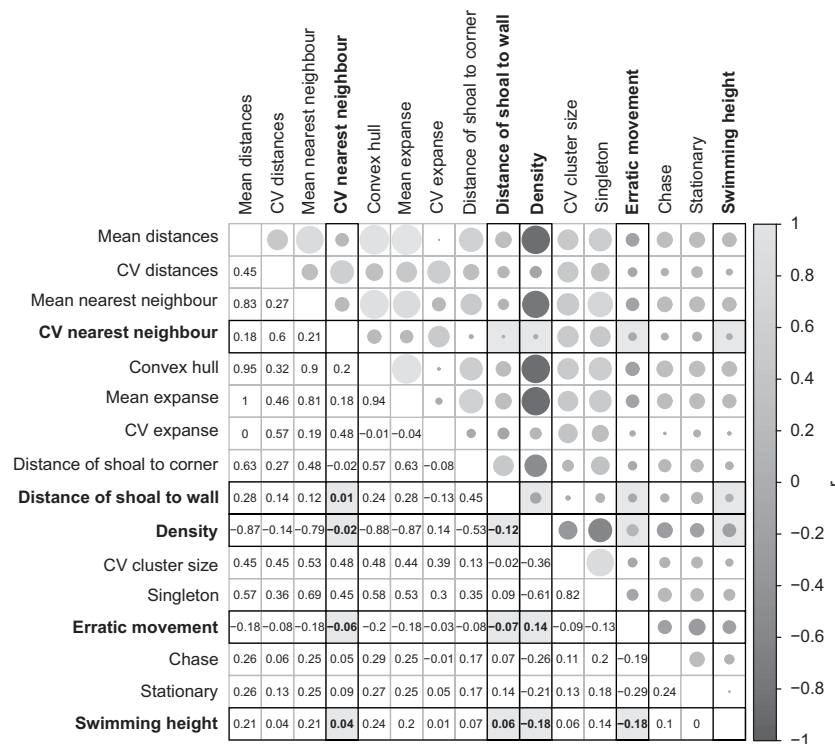 Mean distances
CV distances
Mean nearest neighbour
CV nearest neighbour
Convex hull
Mean expanse
CV expanse
Distance of shoal to corner
Distance of shoal to wall
Density
CV cluster size
Singleton
Erratic movement
Chase
Stationary
Swimming height
Mean distances
CV distances 0.45
Mean nearest neighbour 0.83 0.27
CV nearest neighbour 0.18 0.6 0.21
Convex hull 0.95 0.32 0.9 0.2
Mean expanse 1 0.46 0.81 0.18 0.94
CV expanse 0 0.57 0.19 0.48 −0.01 −0.04
Distance of shoal to corner 0.63 0.27 0.48 −0.02 0.57 0.63 −0.08
Distance of shoal to wall 0.28 0.14 0.12 0.01 0.24 0.28 −0.13 0.45
Density −0.87 −0.14 −0.79 −0.02 −0.88 −0.87 0.14 −0.53 −0.12
CV cluster size 0.45 0.45 0.53 0.48 0.48 0.44 0.39 0.13 −0.02 −0.36
Singleton 0.57 0.36 0.69 0.45 0.58 0.53 0.3 0.35 0.09 −0.61 0.82
Erratic movement −0.18 −0.08 −0.18 −0.06 −0.2 −0.18 −0.03 −0.08 −0.07 0.14 −0.09 −0.13
Chase 0.26 0.06 0.25 0.05 0.29 0.25 −0.01 0.17 0.07 −0.26 0.11 0.2 −0.19
Stationary 0.26 0.13 0.25 0.09 0.27 0.25 0.05 0.17 0.14 −0.21 0.13 0.18 −0.29 0.24
Swimming height 0.21 0.04 0.21 0.04 0.24 0.2 0.01 0.07 0.06 −0.18 0.06 0.14 −0.18 0.1 0
1
0.8
0.6
0.4
0.2
0
−0.2
−0.4
−0.6
−0.8
−1